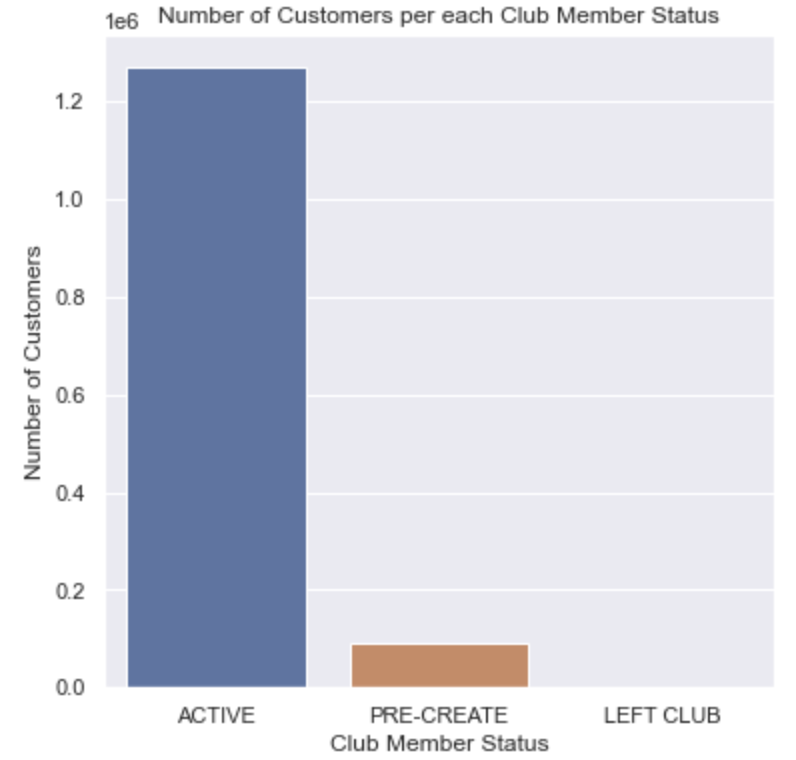 Number of Customers per each Club Member Status
1e6
1.2
1.0
0.8
0.6
0.4
0.2
0.0
Number of Customers
ACTIVE PRE-CREATE LEFT CLUB
Club Member Status